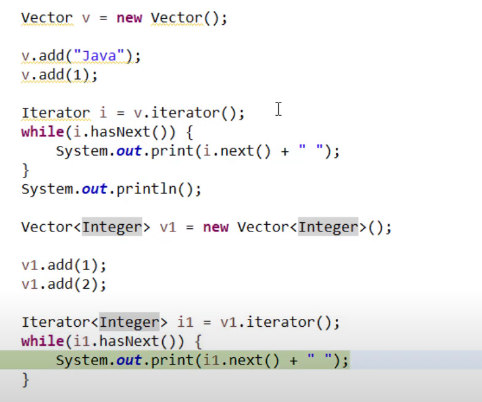 Vector v = new Vector();
v.add("Java");
v.add(1);
Iterator i = v.iterator();
while(i.hasNext()) {
    System.out.print(i.next() + " ");
}
System.out.println();
Vector<Integer> v1 = new Vector<Integer>();
v1.add(1);
v1.add(2);
Iterator<Integer> i1 = v1.iterator();
while(i1.hasNext()) {
    System.out.print(i1.next() + " ");
}